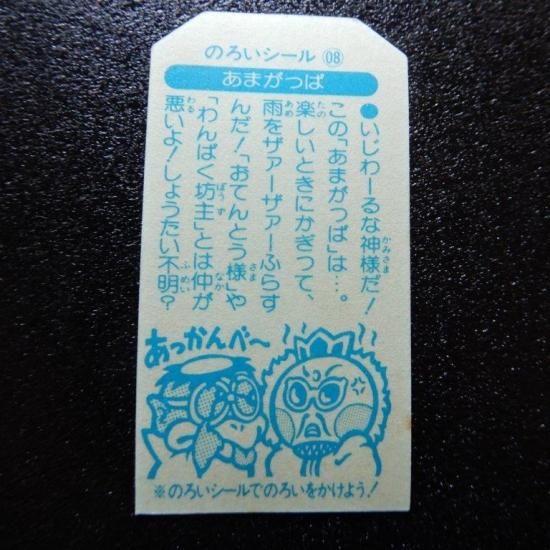 のろいシール 08
あまがっぱ
●いじわーるな神様だ!
この「あまがっぱ」は…。
楽しいときにかぎって、
雨をザァーザァーふらす
んだ!「おてんとう様」や
「わんぱく坊主」とは仲が
悪いよ!しょうたい不明?
あっかんべ〜
※のろいシールでのろいをかけよう!